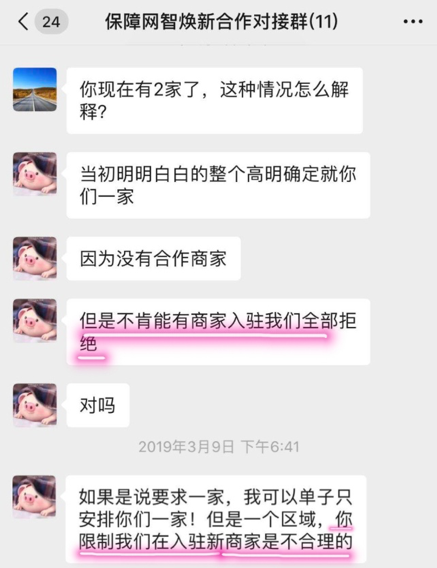 24
保障网智焕新合作对接群(11)
你现在有2家了，这种情况怎么解
释?
当初明明白白的整个高明确定就你
们一家
因为没有合作商家
但是不肯能有商家入驻我们全部拒
绝
对吗
2019年3月9日 下午6:41
如果是说要求一家，我可以单子只
安排你们一家！但是一个区域，你
限制我们在入驻新商家是不合理的